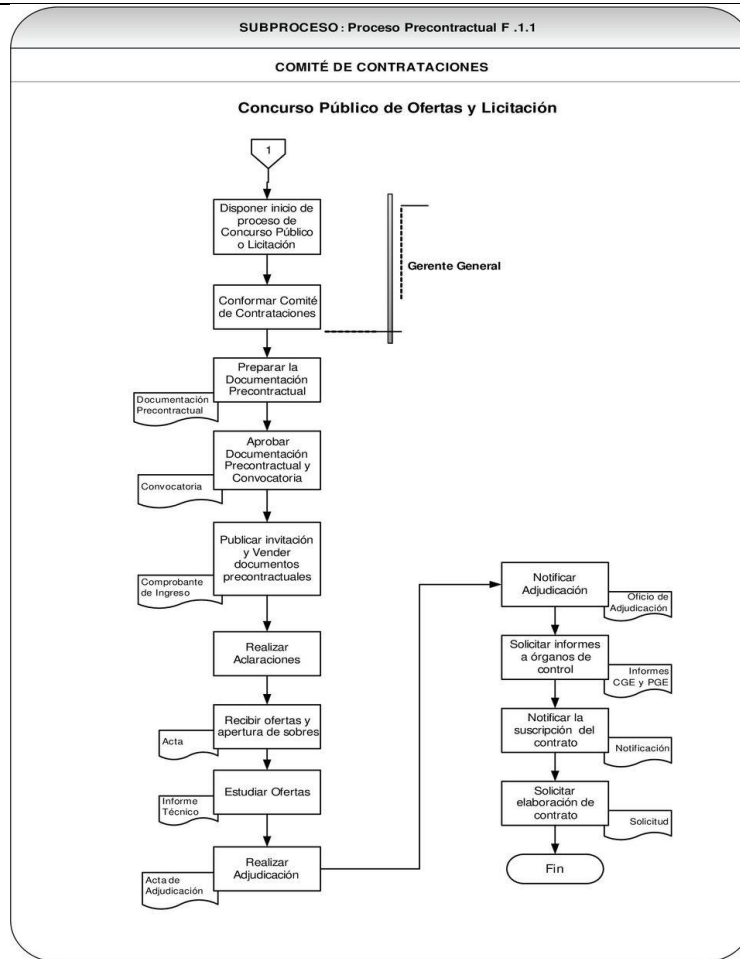 SUBPROCESO: Proceso Precontractual F .1.1
COMITÉ DE CONTRATACIONES
Concurso Público de Ofertas y Licitación
1
Disponer inicio de
proceso de
Concurso Público
o Licitación
Gerente General
Conformar Comité
de Contrataciones
Preparar la
Documentación
Precontractual
Documentación
Precontractual
Aprobar
Documentación
Precontractual y
Convocatoria
Convocatoria
Publicar invitación
y Vender
documentos
precontractuales
Comprobante
de Ingreso
Realizar
Aclaraciones
Recibir ofertas y
apertura de sobres
Acta
Estudiar Ofertas
Informe
Técnico
Realizar
Adjudicación
Acta de
Adjudicación
Notificar
Adjudicación
Oficio de
Adjudicación
Solicitar informes
a órganos de
control
Informes
CGE y PGE
Notificar la
suscripción del
contrato
Notificación
Solicitar
elaboración de
contrato
Solicitud
Fin